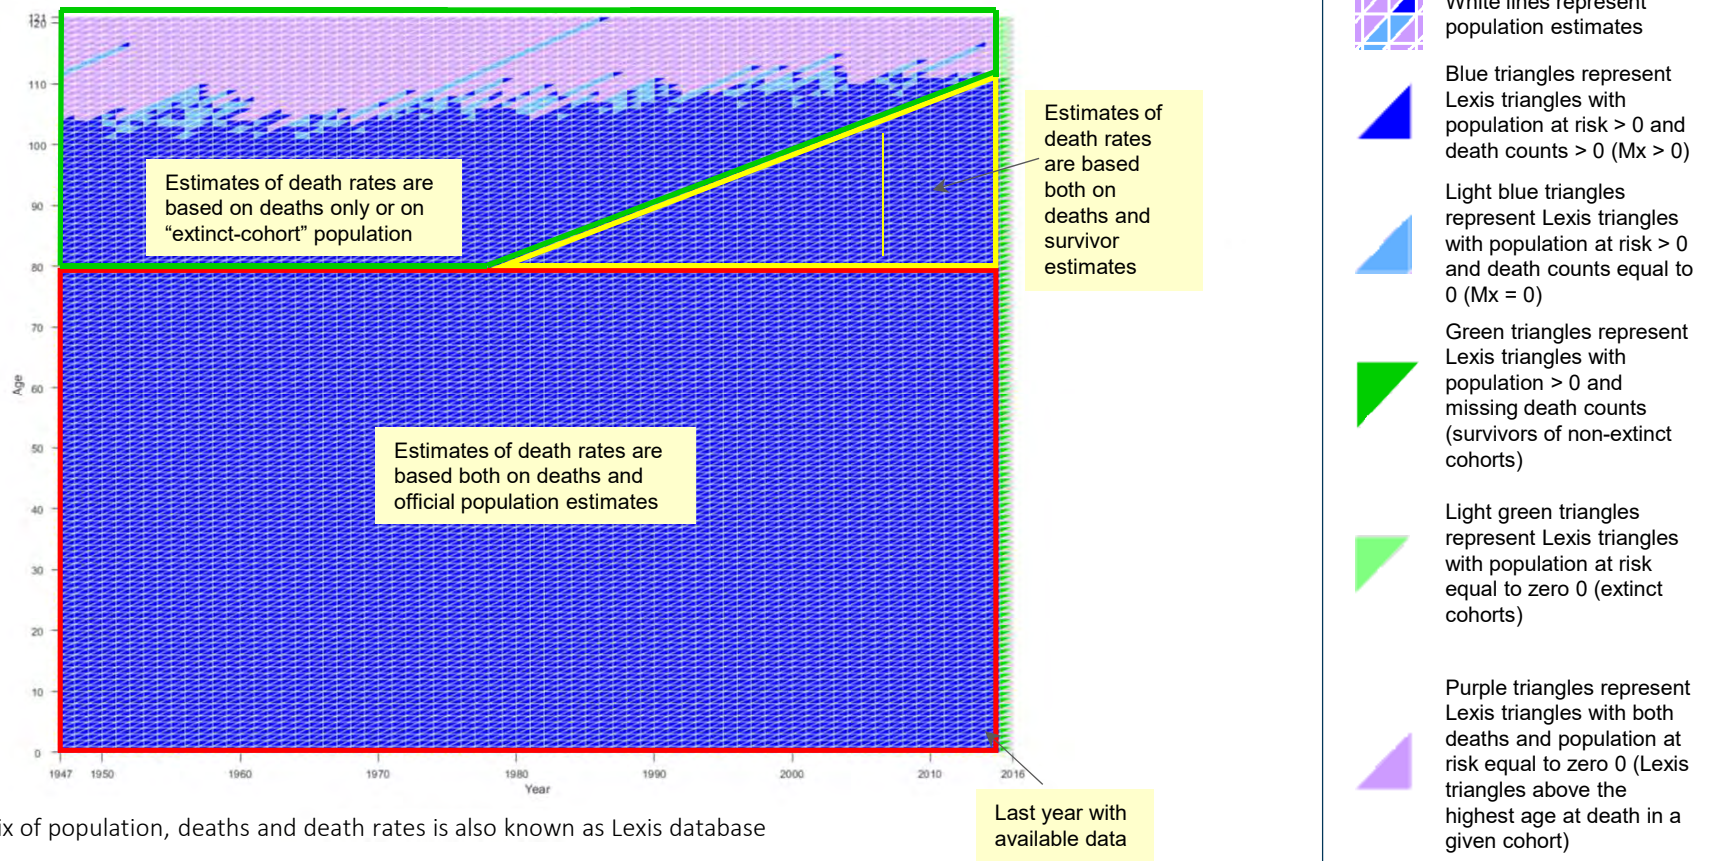 121
120
110
100
90
80
70
60
50
40
30
20
10
0
Age
1947 1950 1960 1970 1980 1990 2000 2010 2016
Year
Estimates of death rates are
based on deaths only or on
“extinct-cohort” population
Estimates of
death rates
are based
both on
deaths and
survivor
estimates
Estimates of death rates are
based both on deaths and
official population estimates
Last year with
available data
ix of population, deaths and death rates is also known as Lexis database
White lines represent
population estimates
Blue triangles represent
Lexis triangles with
population at risk > 0 and
death counts > 0 (Mx > 0)
Light blue triangles
represent Lexis triangles
with population at risk > 0
and death counts equal to
0 (Mx = 0)
Green triangles represent
Lexis triangles with
population > 0 and
missing death counts
(survivors of non-extinct
cohorts)
Light green triangles
represent Lexis triangles
with population at risk
equal to zero 0 (extinct
cohorts)
Purple triangles represent
Lexis triangles with both
deaths and population at
risk equal to zero 0 (Lexis
triangles above the
highest age at death in a
given cohort)